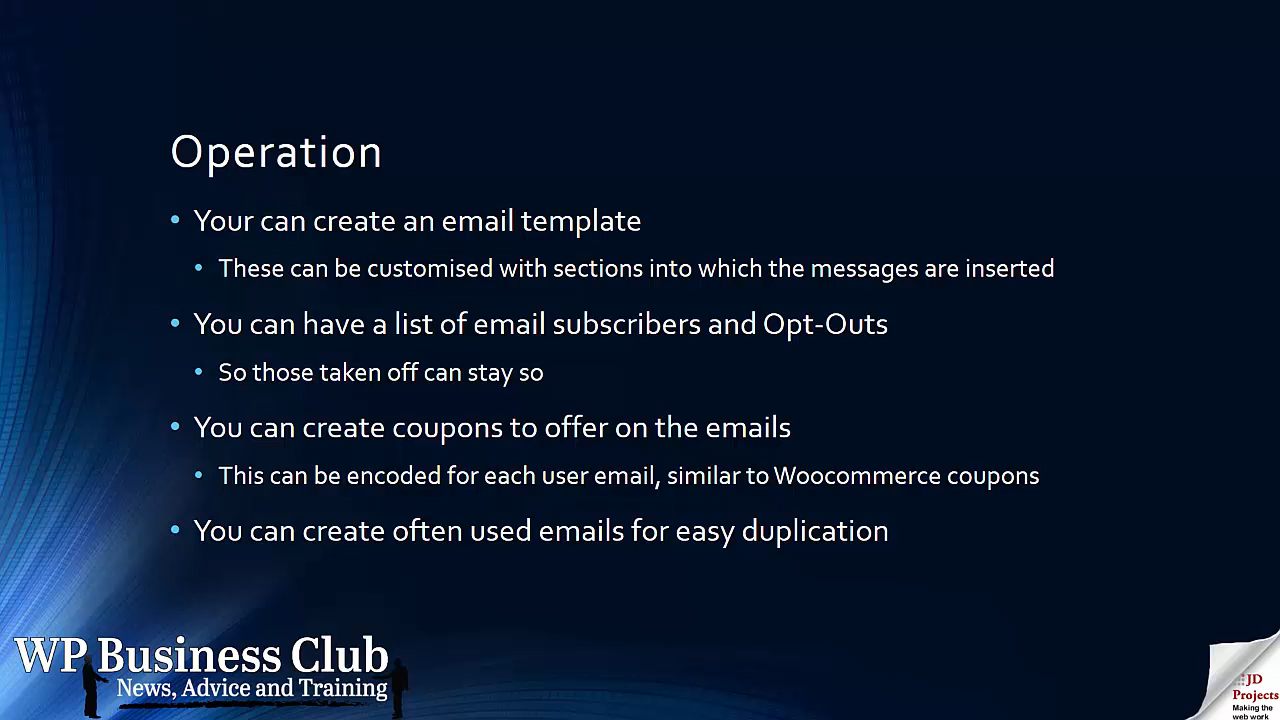 Operation
• Your can create an email template
• These can be customised with sections into which the messages are inserted
• You can have a list of email subscribers and Opt-Outs
• So those taken off can stay so
• You can create coupons to offer on the emails
• This can be encoded for each user email, similar to Woocommerce coupons
• You can create often used emails for easy duplication
WP Business Club
News, Advice and Training
JD
Projects
Making the
web work